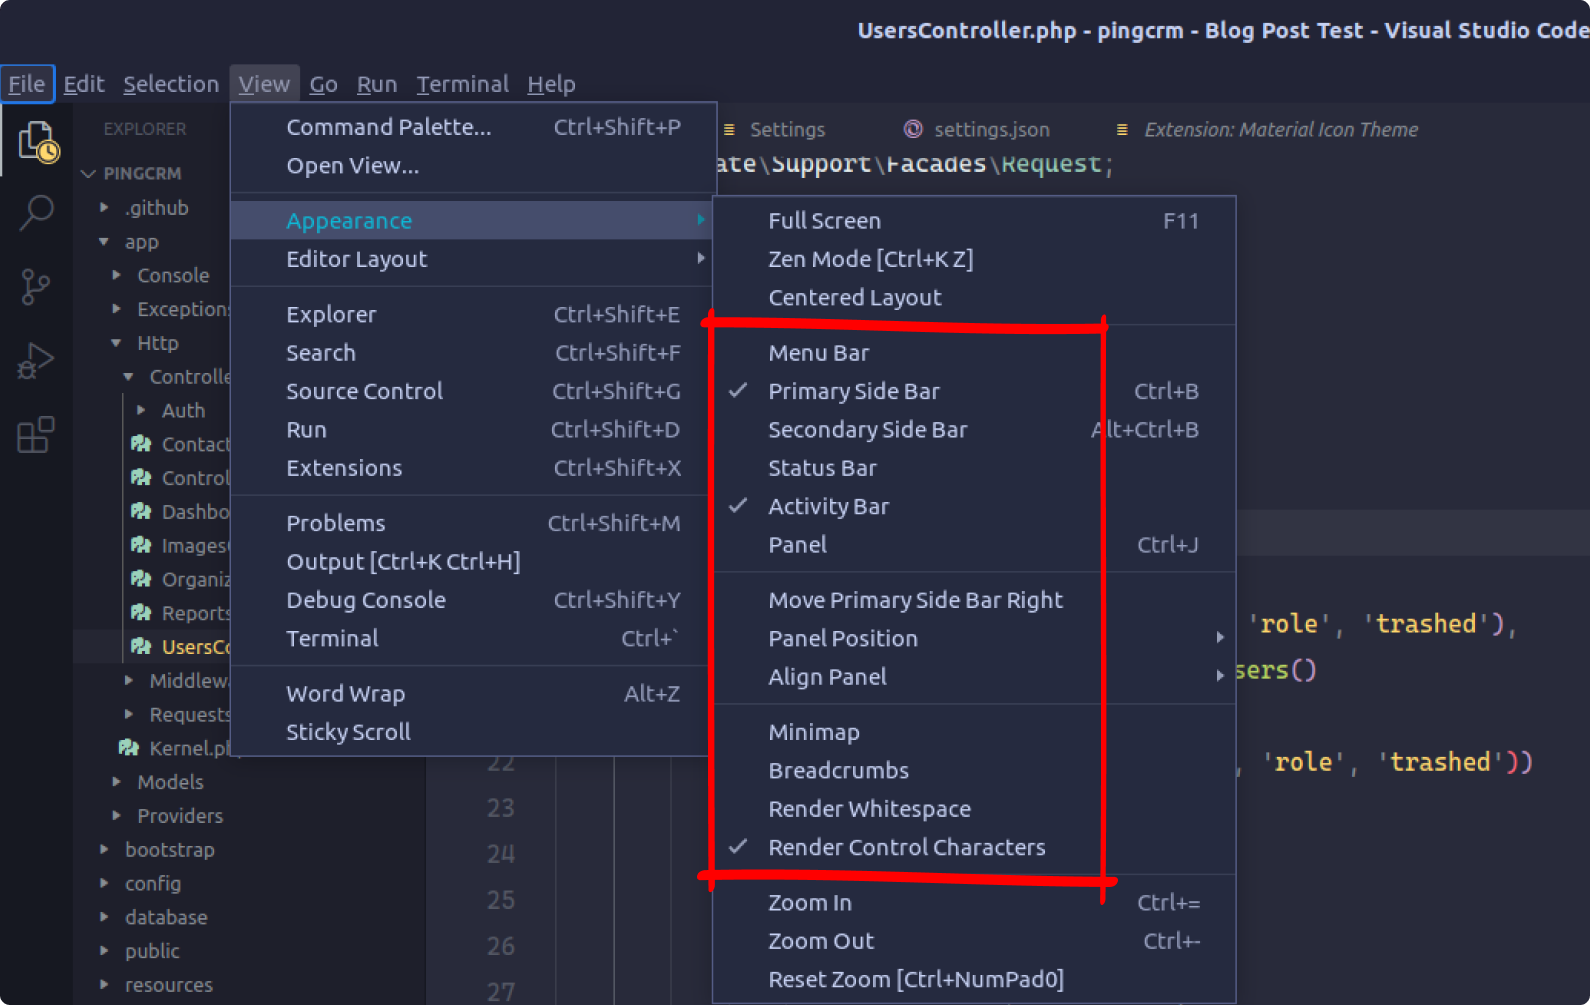 UsersController.php - pingcrm - Blog Post Test - Visual Studio Code
File Edit Selection View Go Run Terminal Help
EXPLORER
PINGCRM
.github
app
Console
Exceptions
Http
Controlle
Auth
Contact
Control
Dashbo
Images
Organiz
Reports
UsersCo
Middlewa
Requests
Kernel.ph
Models
Providers
bootstrap
config
database
public
resources
Command Palette... Ctrl+Shift+P
Open View...
Appearance
Editor Layout
Explorer Ctrl+Shift+E
Search Ctrl+Shift+F
Source Control Ctrl+Shift+G
Run Ctrl+Shift+D
Extensions Ctrl+Shift+X
Problems Ctrl+Shift+M
Output [Ctrl+K Ctrl+H]
Debug Console Ctrl+Shift+Y
Terminal Ctrl+`
Word Wrap Alt+Z
Sticky Scroll
Settings settings.json Extension: Material Icon Theme
ate\Support\Facades\Request;
Full Screen F11
Zen Mode [Ctrl+K Z]
Centered Layout
Menu Bar
Primary Side Bar Ctrl+B
Secondary Side Bar Alt+Ctrl+B
Status Bar
Activity Bar
Panel Ctrl+J
Move Primary Side Bar Right
Panel Position
Align Panel
Minimap
Breadcrumbs
Render Whitespace
Render Control Characters
Zoom In Ctrl+=
Zoom Out Ctrl+-
Reset Zoom [Ctrl+NumPad0]
'role', 'trashed'),
sers()
22 , 'role', 'trashed'))
23
24
25
26
27